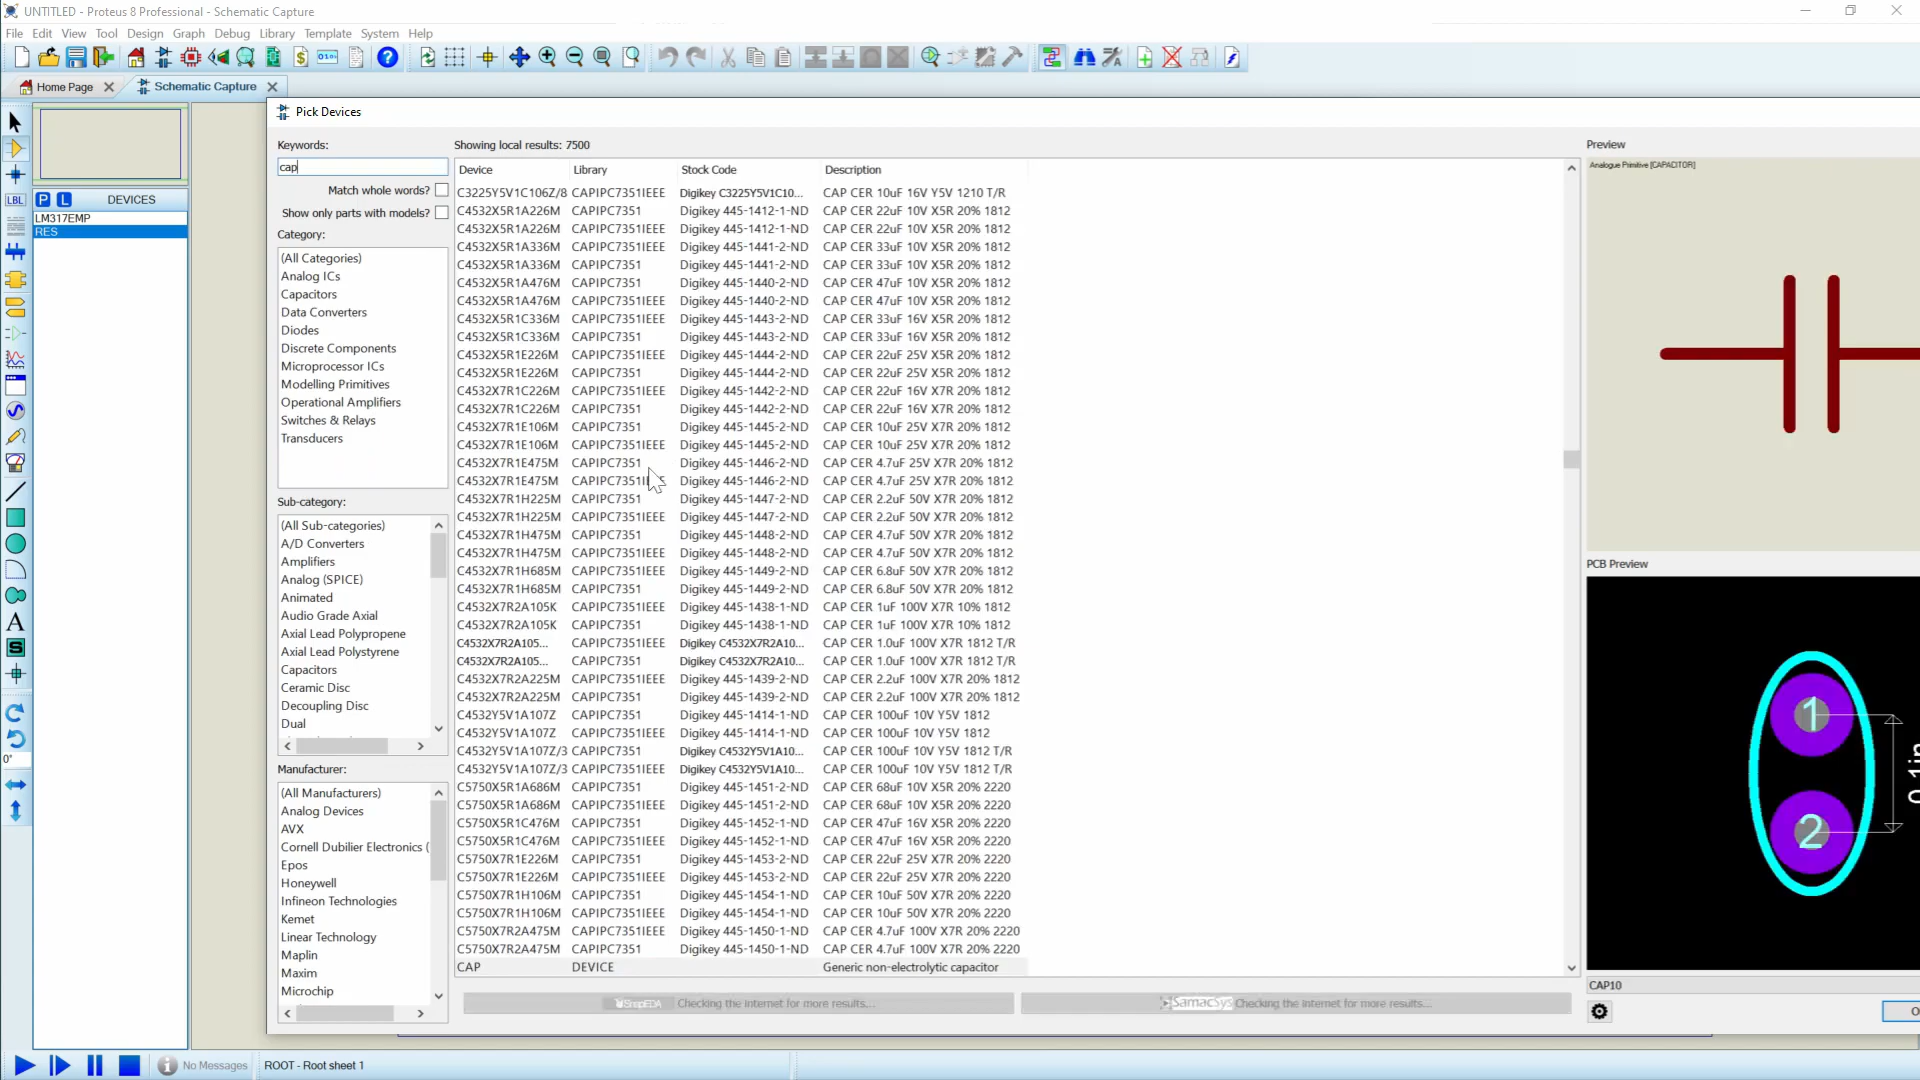 UNTITLED - Proteus 8 Professional - Schematic Capture
File Edit View Tool Design Graph Debug Library Template System Help
Home Page
Schematic Capture
Pick Devices
Keywords:
cap
Match whole words?
Show only parts with models?
Category:
(All Categories)
Analog ICs
Capacitors
Data Converters
Diodes
Discrete Components
Microprocessor ICs
Modelling Primitives
Operational Amplifiers
Switches & Relays
Transducers
Sub-category:
(All Sub-categories)
A/D Converters
Amplifiers
Analog (SPICE)
Animated
Audio Grade Axial
Axial Lead Polypropene
Axial Lead Polystyrene
Capacitors
Ceramic Disc
Decoupling Disc
Dual
Manufacturer:
(All Manufacturers)
Analog Devices
AVX
Cornell Dubilier Electronics (
Epos
Honeywell
Infineon Technologies
Kemet
Linear Technology
Maplin
Maxim
Microchip
P L DEVICES
LM317EMP
RES
LBL
A
S
0°
Showing local results: 7500
Device Library Stock Code Description
C3225Y5V1C106Z/8 CAPIPC7351IEEE Digikey C3225Y5V1C10... CAP CER 10uF 16V Y5V 1210 T/R
C4532X5R1A226M CAPIPC7351 Digikey 445-1412-1-ND CAP CER 22uF 10V X5R 20% 1812
C4532X5R1A226M CAPIPC7351IEEE Digikey 445-1412-1-ND CAP CER 22uF 10V X5R 20% 1812
C4532X5R1A336M CAPIPC7351IEEE Digikey 445-1441-2-ND CAP CER 33uF 10V X5R 20% 1812
C4532X5R1A336M CAPIPC7351 Digikey 445-1441-2-ND CAP CER 33uF 10V X5R 20% 1812
C4532X5R1A476M CAPIPC7351 Digikey 445-1440-2-ND CAP CER 47uF 10V X5R 20% 1812
C4532X5R1A476M CAPIPC7351IEEE Digikey 445-1440-2-ND CAP CER 47uF 10V X5R 20% 1812
C4532X5R1C336M CAPIPC7351IEEE Digikey 445-1443-2-ND CAP CER 33uF 16V X5R 20% 1812
C4532X5R1C336M CAPIPC7351 Digikey 445-1443-2-ND CAP CER 33uF 16V X5R 20% 1812
C4532X5R1E226M CAPIPC7351IEEE Digikey 445-1444-2-ND CAP CER 22uF 25V X5R 20% 1812
C4532X5R1E226M CAPIPC7351 Digikey 445-1444-2-ND CAP CER 22uF 25V X5R 20% 1812
C4532X7R1C226M CAPIPC7351IEEE Digikey 445-1442-2-ND CAP CER 22uF 16V X7R 20% 1812
C4532X7R1C226M CAPIPC7351 Digikey 445-1442-2-ND CAP CER 22uF 16V X7R 20% 1812
C4532X7R1E106M CAPIPC7351 Digikey 445-1445-2-ND CAP CER 10uF 25V X7R 20% 1812
C4532X7R1E106M CAPIPC7351IEEE Digikey 445-1445-2-ND CAP CER 10uF 25V X7R 20% 1812
C4532X7R1E475M CAPIPC7351 Digikey 445-1446-2-ND CAP CER 4.7uF 25V X7R 20% 1812
C4532X7R1E475M CAPIPC7351IEEE Digikey 445-1446-2-ND CAP CER 4.7uF 25V X7R 20% 1812
C4532X7R1H225M CAPIPC7351 Digikey 445-1447-2-ND CAP CER 2.2uF 50V X7R 20% 1812
C4532X7R1H225M CAPIPC7351IEEE Digikey 445-1447-2-ND CAP CER 2.2uF 50V X7R 20% 1812
C4532X7R1H475M CAPIPC7351 Digikey 445-1448-2-ND CAP CER 4.7uF 50V X7R 20% 1812
C4532X7R1H475M CAPIPC7351IEEE Digikey 445-1448-2-ND CAP CER 4.7uF 50V X7R 20% 1812
C4532X7R1H685M CAPIPC7351IEEE Digikey 445-1449-2-ND CAP CER 6.8uF 50V X7R 20% 1812
C4532X7R1H685M CAPIPC7351 Digikey 445-1449-2-ND CAP CER 6.8uF 50V X7R 20% 1812
C4532X7R2A105K CAPIPC7351IEEE Digikey 445-1438-1-ND CAP CER 1uF 100V X7R 10% 1812
C4532X7R2A105K CAPIPC7351 Digikey 445-1438-1-ND CAP CER 1uF 100V X7R 10% 1812
C4532X7R2A105... CAPIPC7351IEEE Digikey C4532X7R2A10... CAP CER 1.0uF 100V X7R 1812 T/R
C4532X7R2A105... CAPIPC7351 Digikey C4532X7R2A10... CAP CER 1.0uF 100V X7R 1812 T/R
C4532X7R2A225M CAPIPC7351IEEE Digikey 445-1439-2-ND CAP CER 2.2uF 100V X7R 20% 1812
C4532X7R2A225M CAPIPC7351 Digikey 445-1439-2-ND CAP CER 2.2uF 100V X7R 20% 1812
C4532Y5V1A107Z CAPIPC7351 Digikey 445-1414-1-ND CAP CER 100uF 10V Y5V 1812
C4532Y5V1A107Z CAPIPC7351IEEE Digikey 445-1414-1-ND CAP CER 100uF 10V Y5V 1812
C4532Y5V1A107Z/3 CAPIPC7351 Digikey C4532Y5V1A10... CAP CER 100uF 10V Y5V 1812 T/R
C4532Y5V1A107Z/3 CAPIPC7351IEEE Digikey C4532Y5V1A10... CAP CER 100uF 10V Y5V 1812 T/R
C5750X5R1A686M CAPIPC7351 Digikey 445-1451-2-ND CAP CER 68uF 10V X5R 20% 2220
C5750X5R1A686M CAPIPC7351IEEE Digikey 445-1451-2-ND CAP CER 68uF 10V X5R 20% 2220
C5750X5R1C476M CAPIPC7351 Digikey 445-1452-1-ND CAP CER 47uF 16V X5R 20% 2220
C5750X5R1C476M CAPIPC7351IEEE Digikey 445-1452-1-ND CAP CER 47uF 16V X5R 20% 2220
C5750X7R1E226M CAPIPC7351 Digikey 445-1453-2-ND CAP CER 22uF 25V X7R 20% 2220
C5750X7R1E226M CAPIPC7351IEEE Digikey 445-1453-2-ND CAP CER 22uF 25V X7R 20% 2220
C5750X7R1H106M CAPIPC7351 Digikey 445-1454-1-ND CAP CER 10uF 50V X7R 20% 2220
C5750X7R1H106M CAPIPC7351IEEE Digikey 445-1454-1-ND CAP CER 10uF 50V X7R 20% 2220
C5750X7R2A475M CAPIPC7351IEEE Digikey 445-1450-1-ND CAP CER 4.7uF 100V X7R 20% 2220
C5750X7R2A475M CAPIPC7351 Digikey 445-1450-1-ND CAP CER 4.7uF 100V X7R 20% 2220
CAP DEVICE Generic non-electrolytic capacitor
SnapEDA Checking the internet for more results...
SamacSys Checking the internet for more results...
Preview
Analogue Primitive [CAPACITOR]
PCB Preview
1
2
0.1in
CAP10
O
No Messages
ROOT - Root sheet 1